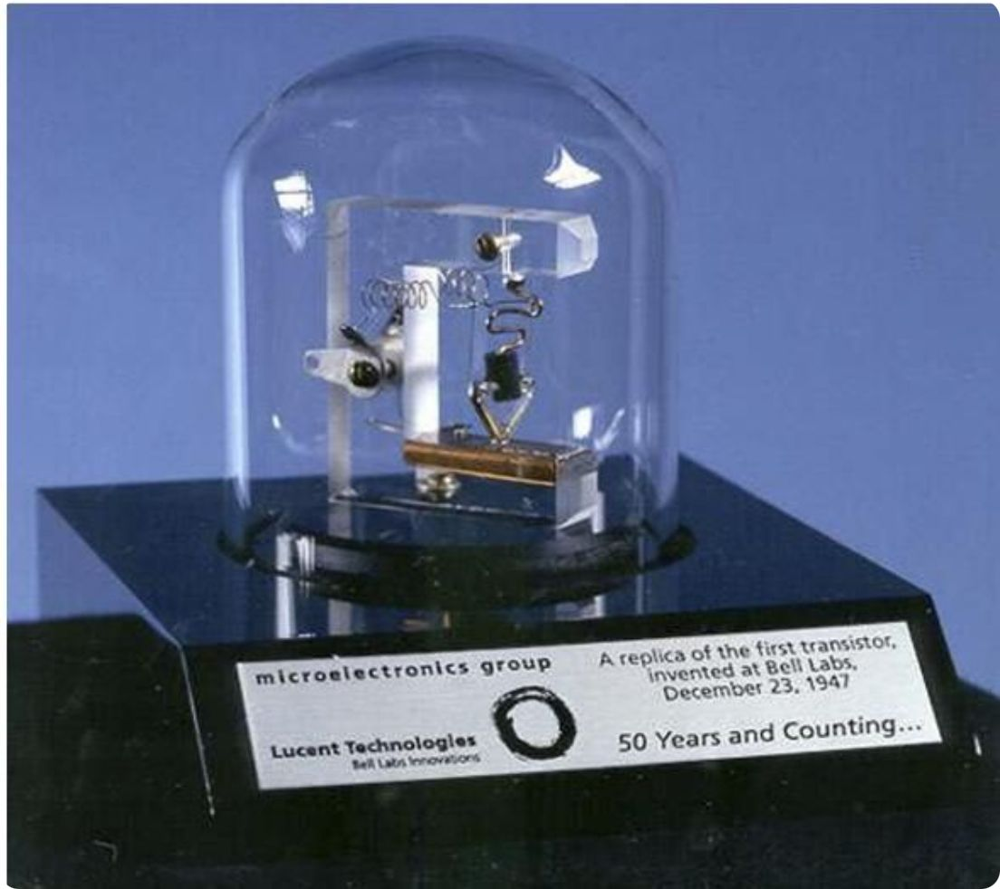 microelectronics group
Lucent Technologies
Bell Labs Innovations
A replica of the first transistor,
invented at Bell Labs,
December 23, 1947
50 Years and Counting...